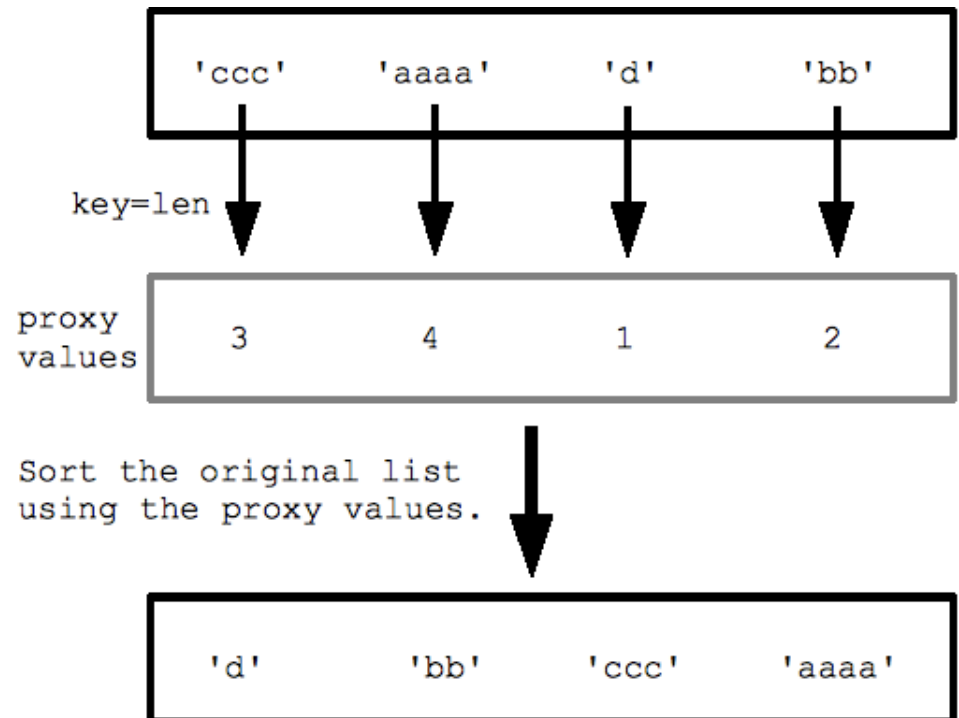 'ccc' 'aaaa' 'd' 'bb'
key=len
proxy
values
3 4 1 2
Sort the original list
using the proxy values.
'd' 'bb' 'ccc' 'aaaa'